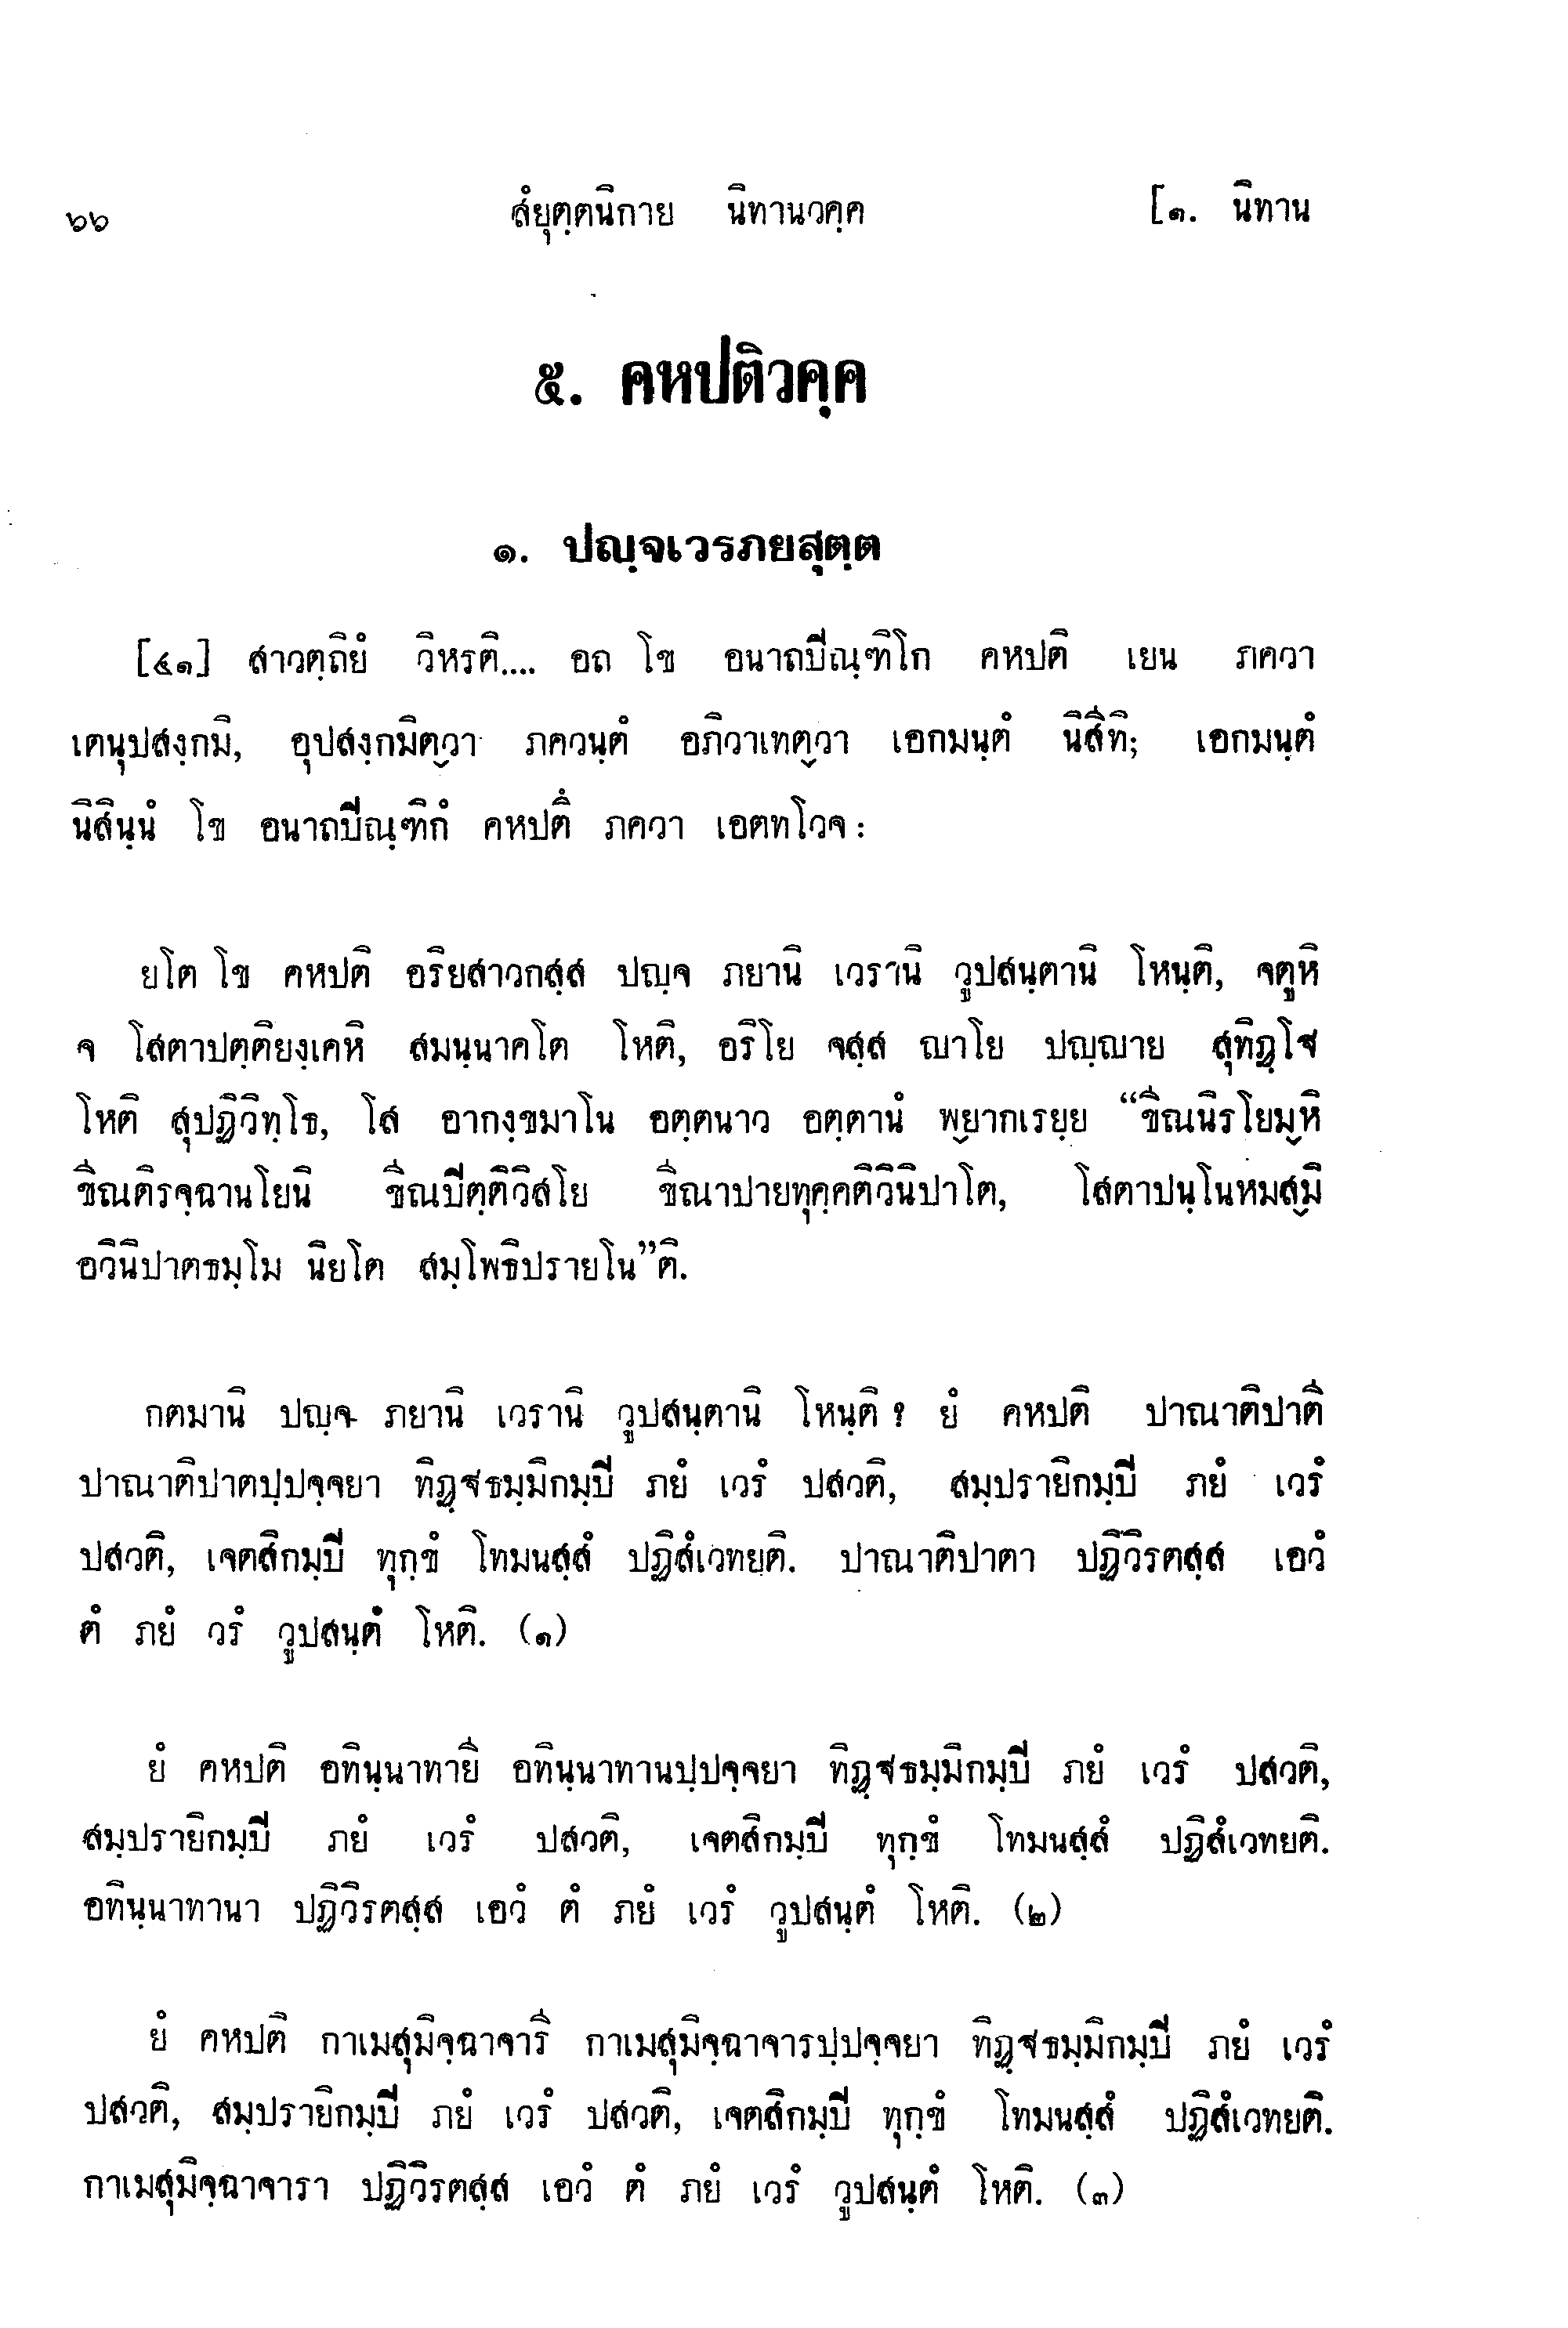 ๖๖ สํยุตฺตนิกาย นิทานวคฺค [๑. นิทาน
๕. คหปติวคฺค
๑. ปญฺจเวรภยสุตฺต
[๔๑] สาวตฺถิยํ วิหรติ.... อถ โข อนาถปิณฺฑิโก คหปติ เยน ภควา
เตนุปสงฺกมิ, อุปสงฺกมิตฺวา ภควนฺตํ อภิวาเทตฺวา เอกมนฺตํ นิสีทิ; เอกมนฺตํ
นิสินฺนํ โข อนาถปิณฺฑิกํ คหปตึ ภควา เอตทโวจ:
ยโต โข คหปติ อริยสาวกสฺส ปญฺจ ภยานิ เวรานิ วูปสนฺตานิ โหนฺติ, จตูหิ
จ โสตาปตฺติยงฺเคหิ สมนฺนาคโต โหติ, อริโย จสฺส ญาโย ปญฺญาย สุทิฏฺโฐ
โหติ สุปฏิวิทฺโธ, โส อากงฺขมาโน อตฺตนาว อตฺตานํ พฺยากเรยฺย “ขีณนิรโยมฺหิ
ขีณติรจฺฉานโยนิ ขีณปิตฺติวิสโย ขีณาปายทุคฺคติวินิปาโต, โสตาปนฺโนหมสฺมิ
อวินิปาตธมฺโม นิยโต สมฺโพธิปรายโน”ติ.
กตมานิ ปญฺจ ภยานิ เวรานิ วูปสนฺตานิ โหนฺติ? ยํ คหปติ ปาณาติปาตี
ปาณาติปาตปฺปจฺจยา ทิฏฺฐธมฺมิกมฺปิ ภยํ เวรํ ปสวติ, สมฺปรายิกมฺปิ ภยํ เวรํ
ปสวติ, เจตสิกมฺปิ ทุกฺขํ โทมนสฺสํ ปฏิสํเวทยติ. ปาณาติปาตา ปฏิวิรตสฺส เอวํ
ตํ ภยํ วรํ วูปสนฺตํ โหติ. (๑)
ยํ คหปติ อทินฺนาทายี อทินฺนาทานปฺปจฺจยา ทิฏฺฐธมฺมิกมฺปิ ภยํ เวรํ ปสวติ,
สมฺปรายิกมฺปิ ภยํ เวรํ ปสวติ, เจตสิกมฺปิ ทุกฺขํ โทมนสฺสํ ปฏิสํเวทยติ.
อทินฺนาทานา ปฏิวิรตสฺส เอวํ ตํ ภยํ เวรํ วูปสนฺตํ โหติ. (๒)
ยํ คหปติ กาเมสุมิจฺฉาจารี กาเมสุมิจฺฉาจารปฺปจฺจยา ทิฏฺฐธมฺมิกมฺปิ ภยํ เวรํ
ปสวติ, สมฺปรายิกมฺปิ ภยํ เวรํ ปสวติ, เจตสิกมฺปิ ทุกฺขํ โทมนสฺสํ ปฏิสํเวทยติ.
กาเมสุมิจฺฉาจารา ปฏิวิรตสฺส เอวํ ตํ ภยํ เวรํ วูปสนฺตํ โหติ. (๓)